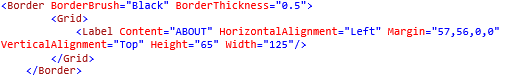 <Border BorderBrush="Black" BorderThickness="0.5">
<Grid>
<Label Content="ABOUT" HorizontalAlignment="Left" Margin="57,56,0,0"
VerticalAlignment="Top" Height="65" Width="125"/>
</Grid>
</Border>